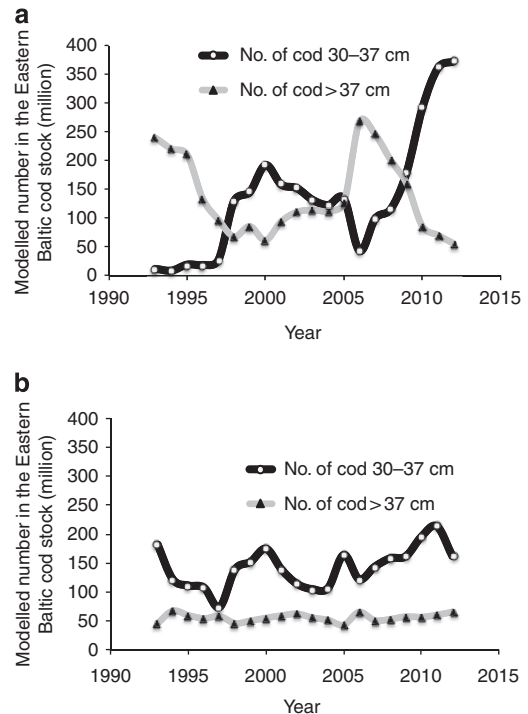 a
Modelled number in the Eastern
Baltic cod stock (million)
400
350
300
250
200
150
100
50
0
No. of cod 30–37 cm
No. of cod > 37 cm
1990 1995 2000 2005 2010 2015
Year
b
Modelled number in the Eastern
Baltic cod stock (million)
400
350
300
250
200
150
100
50
0
No. of cod 30–37 cm
No. of cod > 37 cm
1990 1995 2000 2005 2010 2015
Year